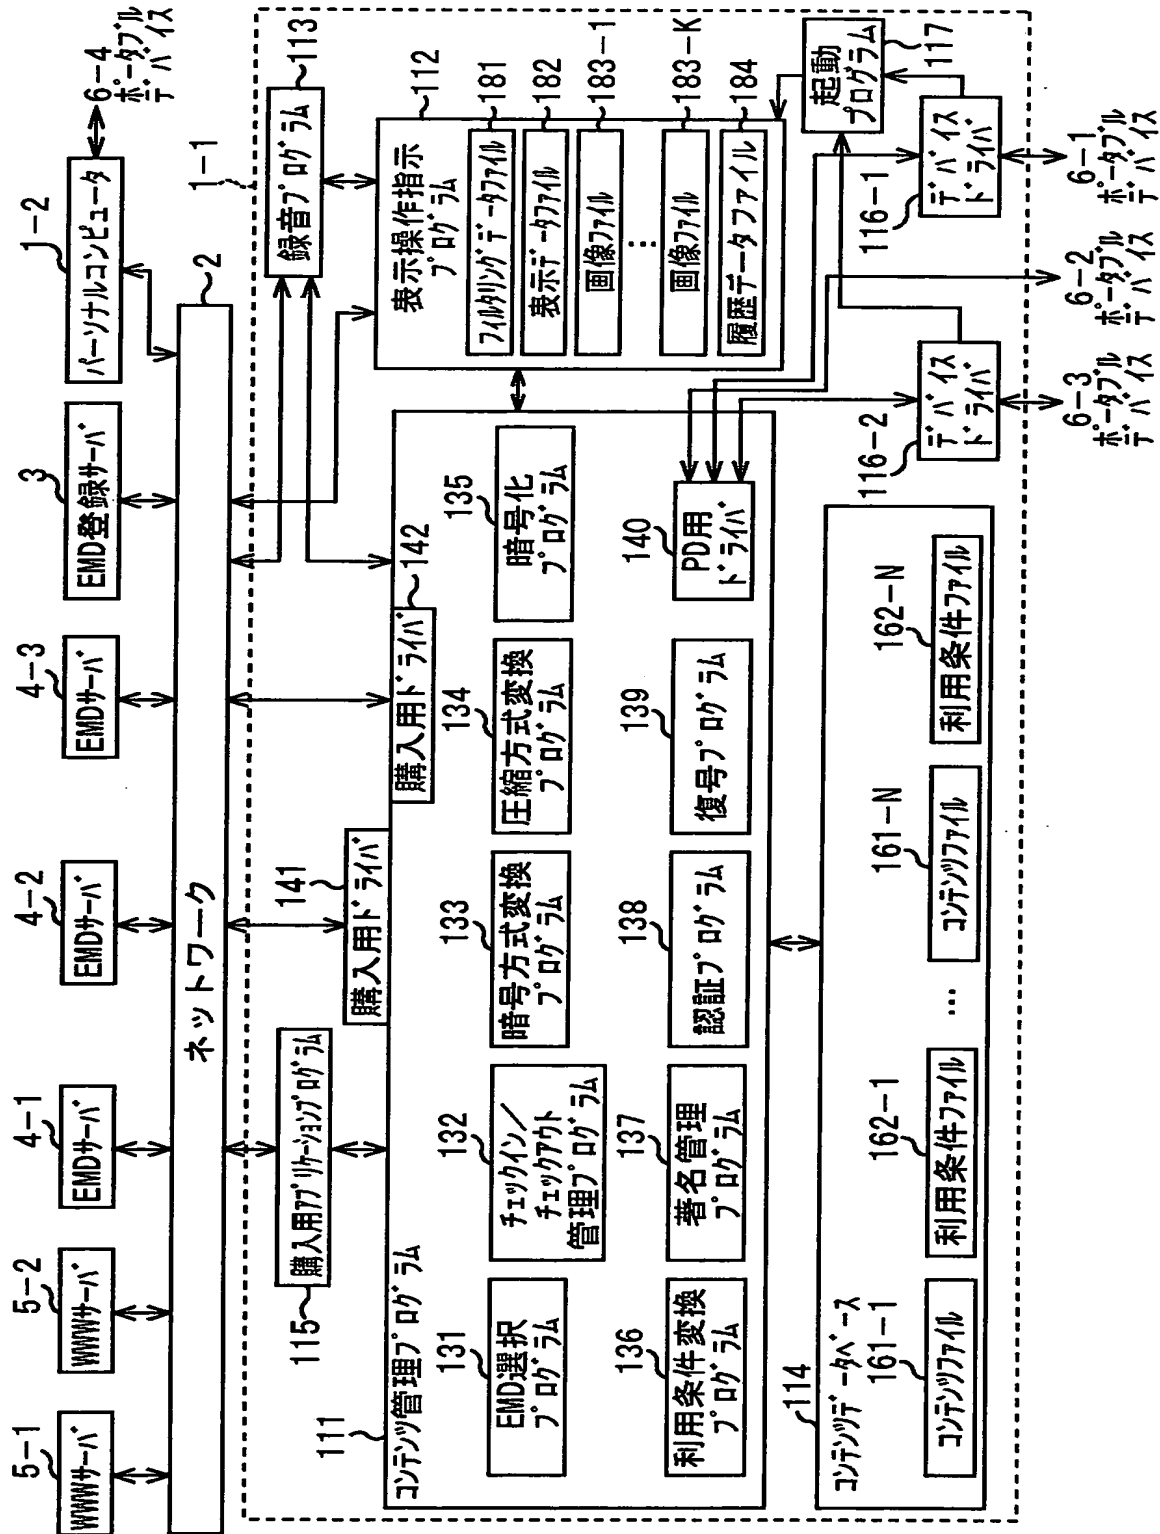 5-1
WWWサーバ
5-2
WWWサーバ
4-1
EMDサーバ
4-2
EMDサーバ
4-3
EMDサーバ
3
EMD登録サーバ
1-2
パーソナルコンピュータ
6-4
ポータブル
デバイス
ネットワーク
2
1-1
115
購入用アプリケーションプログラム
141
購入用ドライバ
142
購入用ドライバ
録音プログラム
113
111
コンテンツ管理プログラム
131
EMD選択
プログラム
132
チェックイン/
チェックアウト
管理プログラム
133
暗号方式変換
プログラム
134
圧縮方式変換
プログラム
135
暗号化
プログラム
136
利用条件変換
プログラム
137
著名管理
プログラム
138
認証プログラム
139
復号プログラム
140
PD用
ドライバ
112
表示操作指示
プログラム
フィルタリングデータファイル
181
表示データファイル
182
画像ファイル
183-1
…
画像ファイル
183-K
履歴データファイル
184
起動
プログラム
117
114
コンテンツデータベース
161-1
コンテンツファイル
162-1
利用条件ファイル
…
161-N
コンテンツファイル
162-N
利用条件ファイル
116-2
デバイス
ドライバ
116-1
デバイス
ドライバ
6-3
ポータブル
デバイス
6-2
ポータブル
デバイス
6-1
ポータブル
デバイス